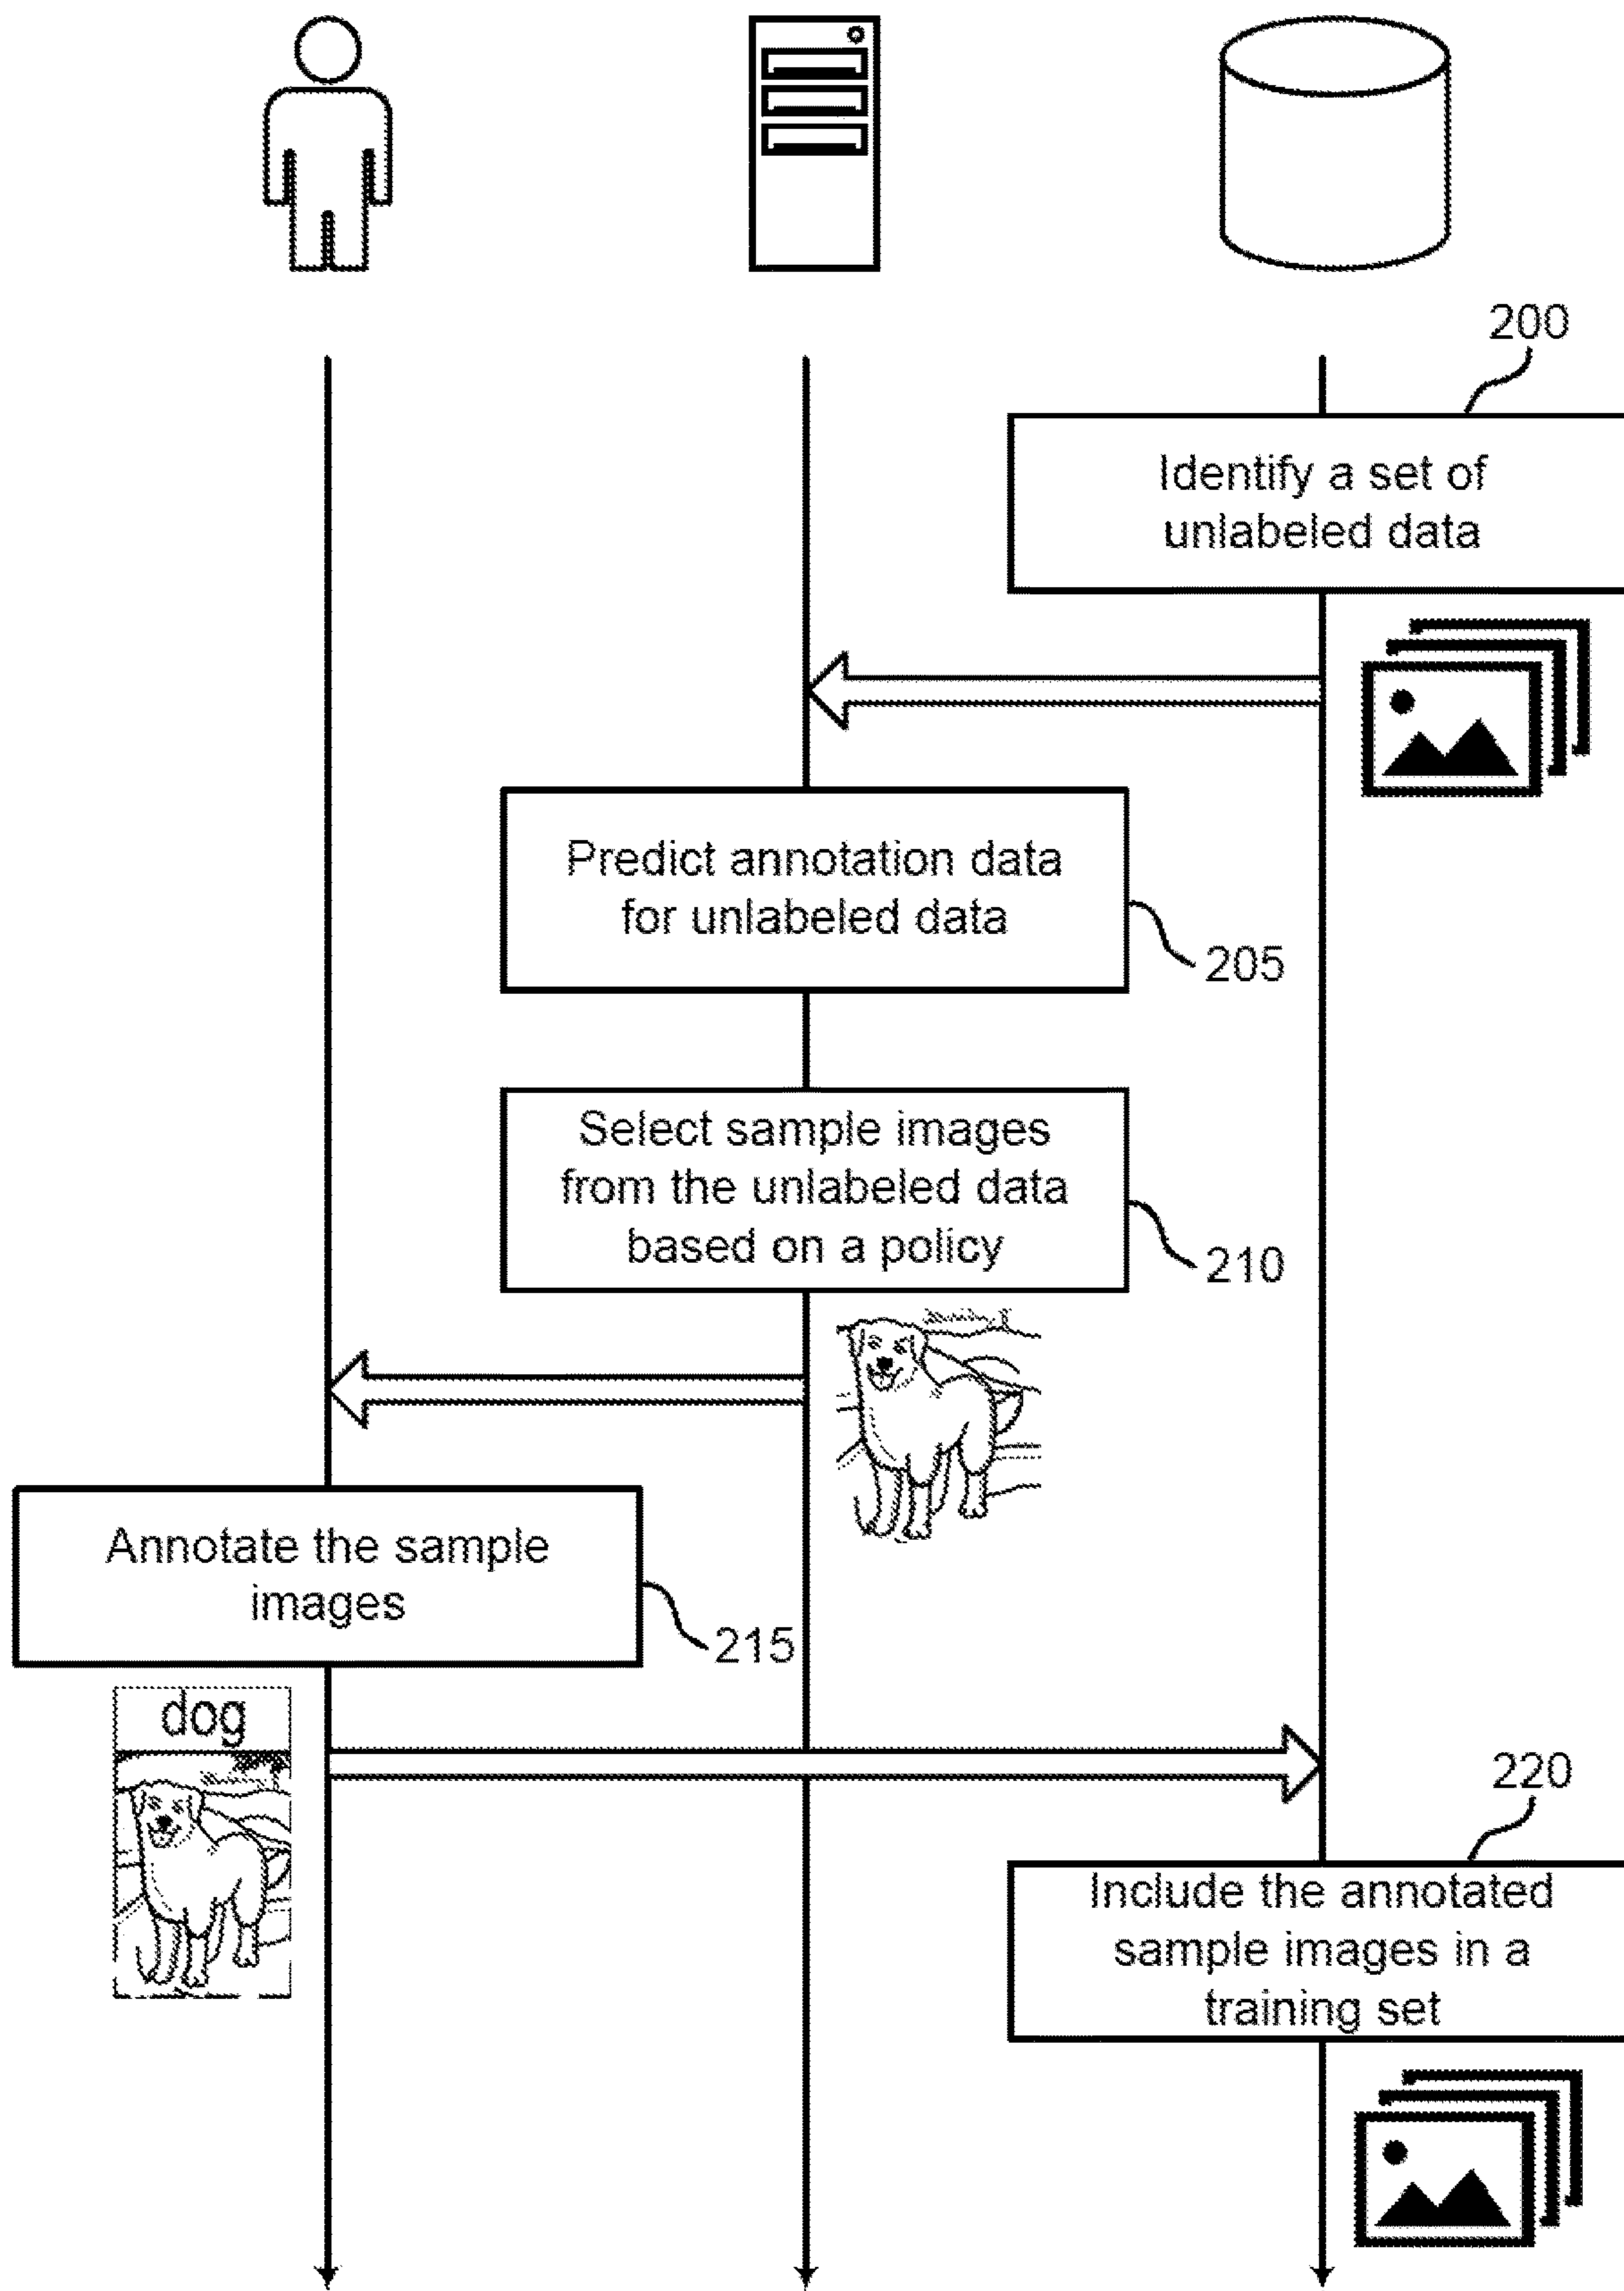 200
Identify a set of
unlabeled data
Predict annotation data
for unlabeled data
205
Select sample images
from the unlabeled data
based on a policy
210
Annotate the sample
images
215
dog
220
Include the annotated
sample images in a
training set